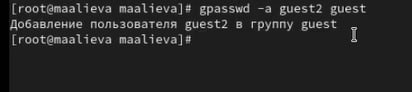 [root@maalieva maalieva]# gpasswd -a guest2 guest
Добавление пользователя guest2 в группу guest
[root@maalieva maalieva]#